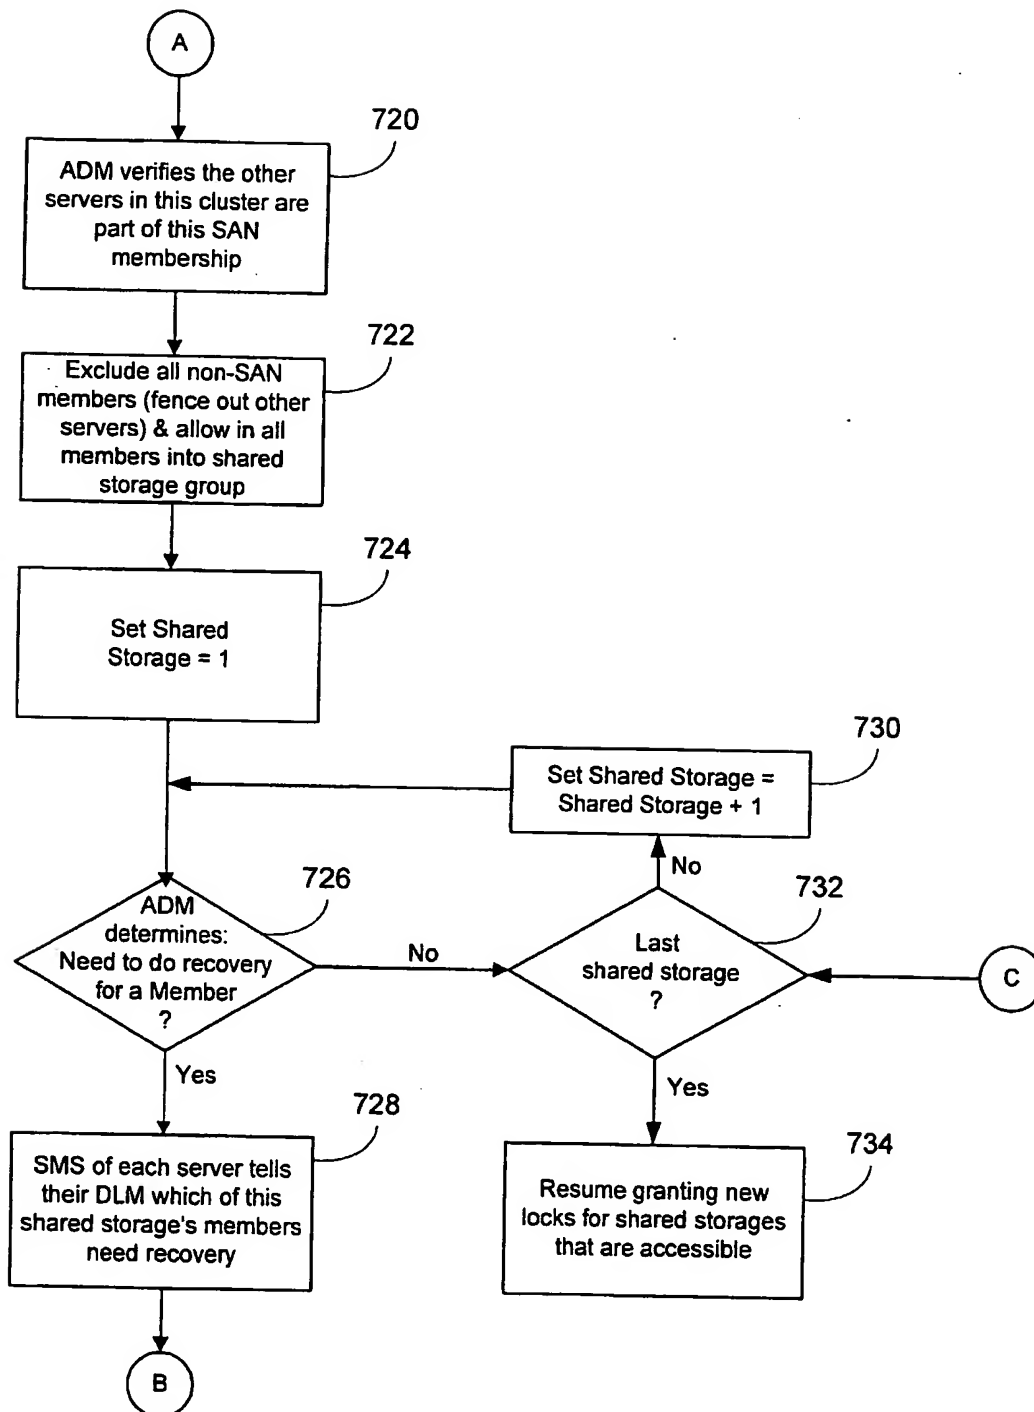 A
720
ADM verifies the other
servers in this cluster are
part of this SAN
membership
722
Exclude all non-SAN
members (fence out other
servers) & allow in all
members into shared
storage group
724
Set Shared
Storage = 1
730
Set Shared Storage =
Shared Storage + 1
No
726
ADM
determines:
Need to do recovery
for a Member
?
No
732
Last
shared storage
?
C
Yes
Yes
728
SMS of each server tells
their DLM which of this
shared storage's members
need recovery
734
Resume granting new
locks for shared storages
that are accessible
B